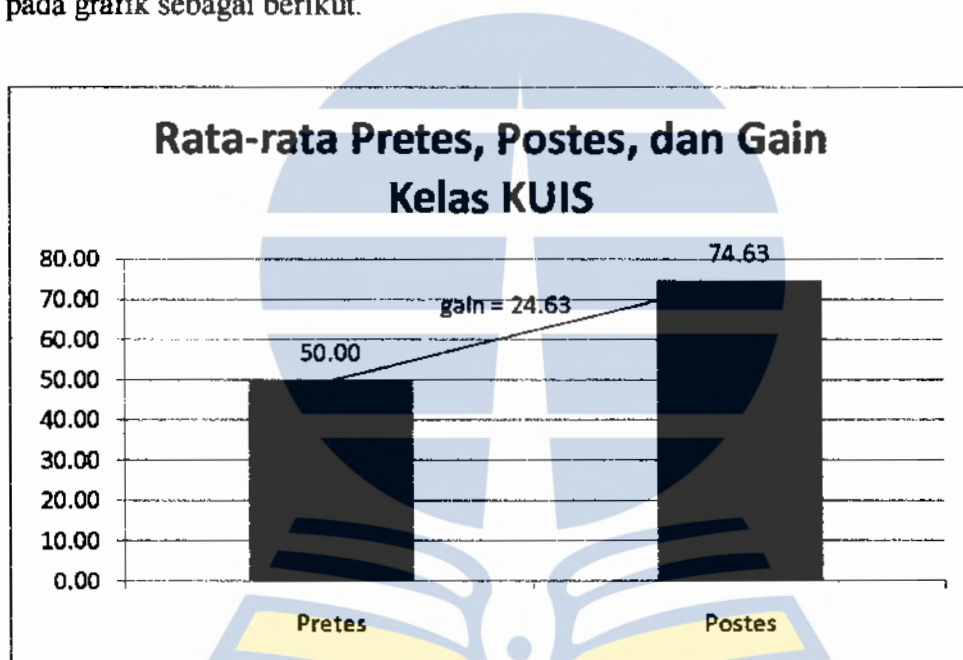 pada grafik sebagai berikut.
Rata-rata Pretes, Postes, dan Gain
Kelas KUIS
80.00
70.00
60.00
50.00
40.00
30.00
20.00
10.00
0.00
50.00
gain = 24.63
74.63
Pretes
Postes